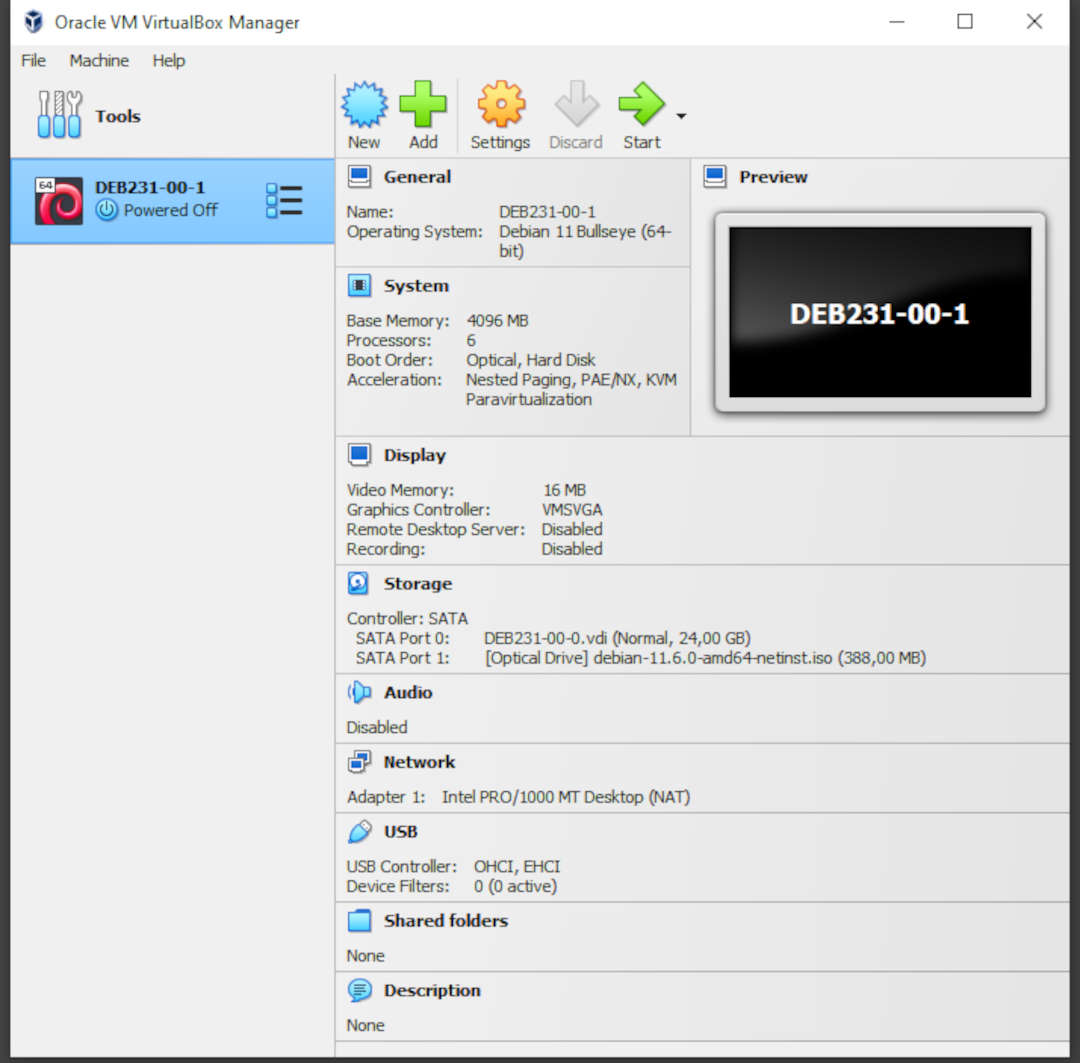 Oracle VM VirtualBox Manager
File Machine Help
Tools
New Add Settings Discard Start
64
DEB231-00-1
Powered Off
General
Name: DEB231-00-1
Operating System: Debian 11 Bullseye (64-
bit)
Preview
DEB231-00-1
System
Base Memory: 4096 MB
Processors: 6
Boot Order: Optical, Hard Disk
Acceleration: Nested Paging, PAE/NX, KVM
Paravirtualization
Display
Video Memory: 16 MB
Graphics Controller: VMSVGA
Remote Desktop Server: Disabled
Recording: Disabled
Storage
Controller: SATA
SATA Port 0: DEB231-00-0.vdi (Normal, 24,00 GB)
SATA Port 1: [Optical Drive] debian-11.6.0-amd64-netinst.iso (388,00 MB)
Audio
Disabled
Network
Adapter 1: Intel PRO/1000 MT Desktop (NAT)
USB
USB Controller: OHCI, EHCI
Device Filters: 0 (0 active)
Shared folders
None
Description
None